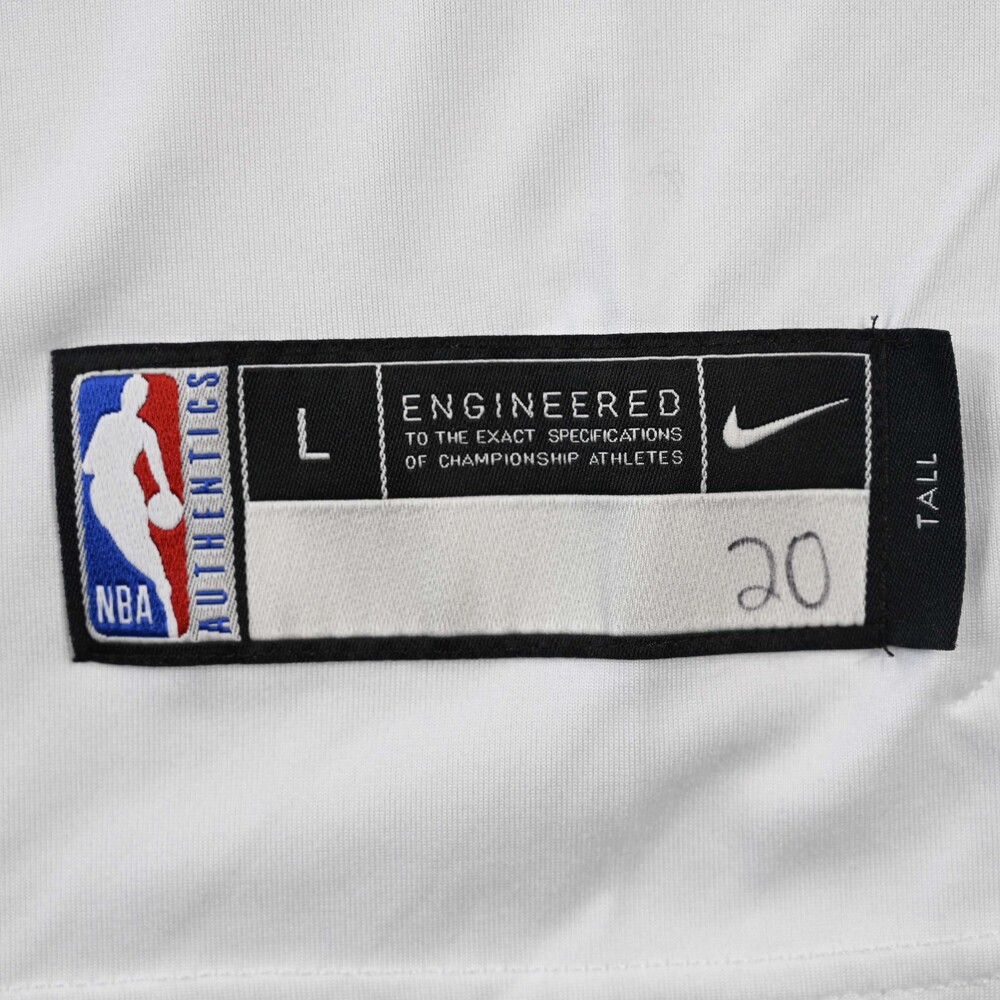 NBA
AUTHENTICS
L
ENGINEERED
TO THE EXACT SPECIFICATIONS
OF CHAMPIONSHIP ATHLETES
20
TALL